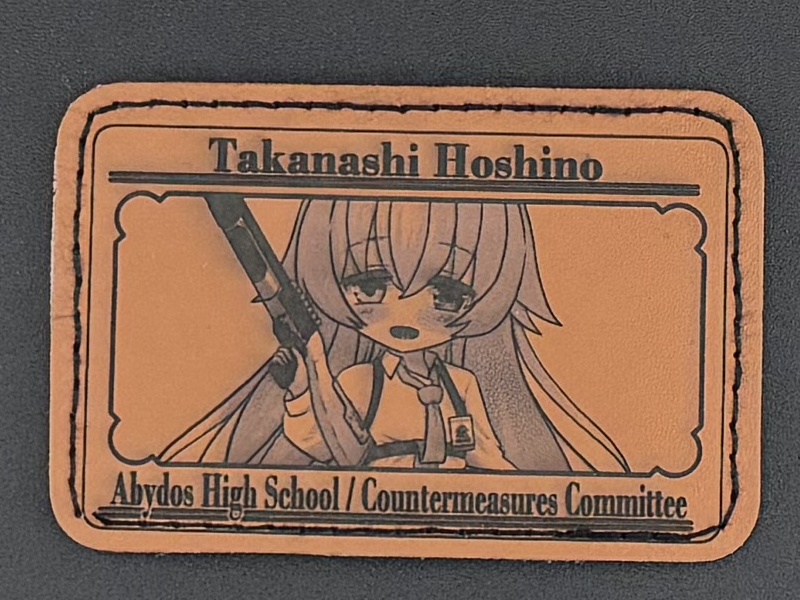 Takanashi Hoshino
Abydos High School / Countermeasures Committee